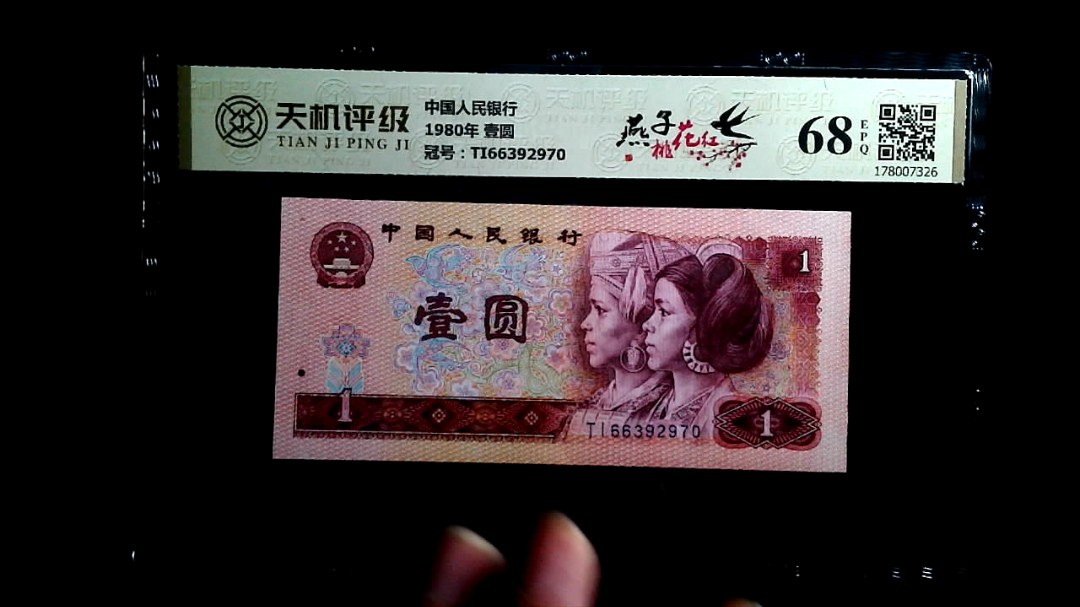 天机评级
TIAN JI PING JI
中国人民银行
1980年 壹圆
冠号：TI66392970
燕子
桃花红
68
EPQ
178007326
中国人民银行
壹圆
1
1
TI66392970
1